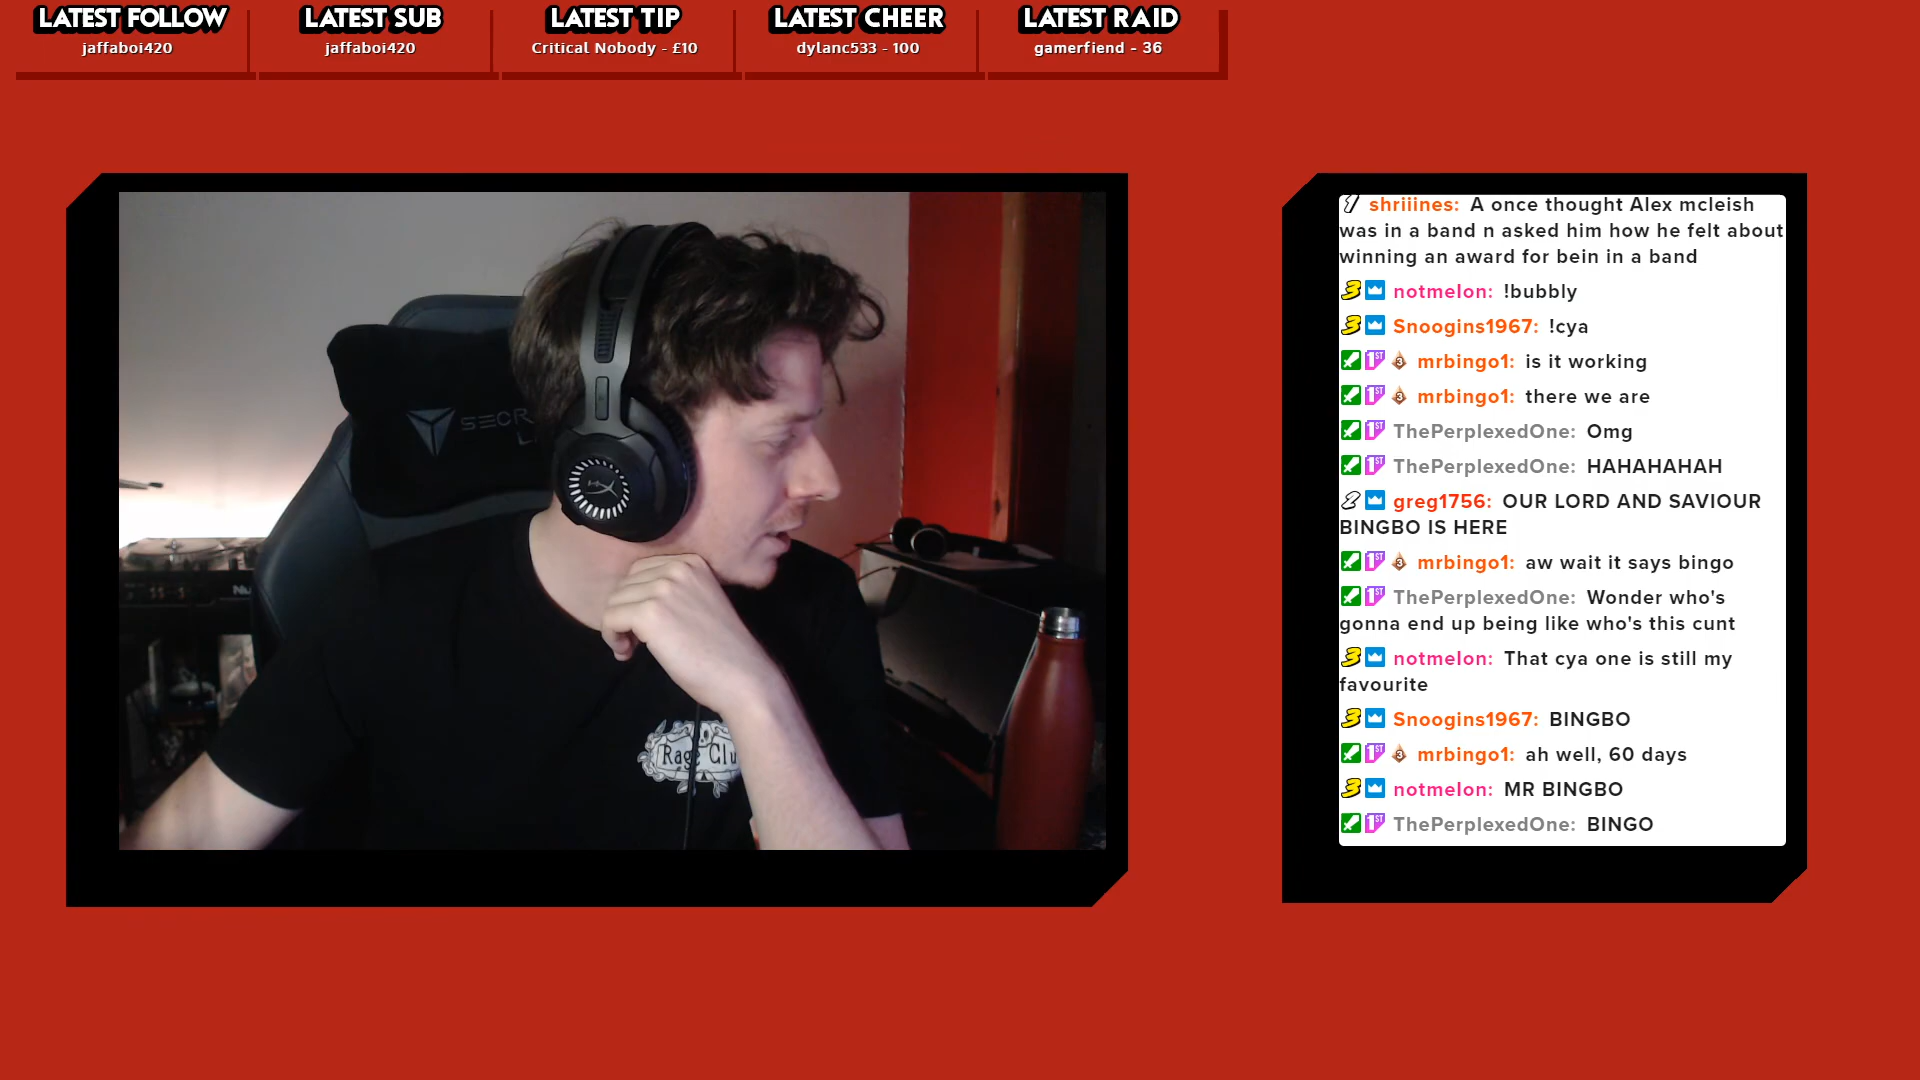 LATEST FOLLOW
jaffaboi420
LATEST SUB
jaffaboi420
LATEST TIP
Critical Nobody - £10
LATEST CHEER
dylanc533 - 100
LATEST RAID
gamerfiend - 36
SECR
Rage Clu
shriiines: A once thought Alex mcleish
was in a band n asked him how he felt about
winning an award for bein in a band
notmelon: !bubbly
Snoogins1967: !cya
mrbingo1: is it working
mrbingo1: there we are
ThePerplexedOne: Omg
ThePerplexedOne: HAHAHAHAH
greg1756: OUR LORD AND SAVIOUR
BINGBO IS HERE
mrbingo1: aw wait it says bingo
ThePerplexedOne: Wonder who's
gonna end up being like who's this cunt
notmelon: That cya one is still my
favourite
Snoogins1967: BINGBO
mrbingo1: ah well, 60 days
notmelon: MR BINGBO
ThePerplexedOne: BINGO